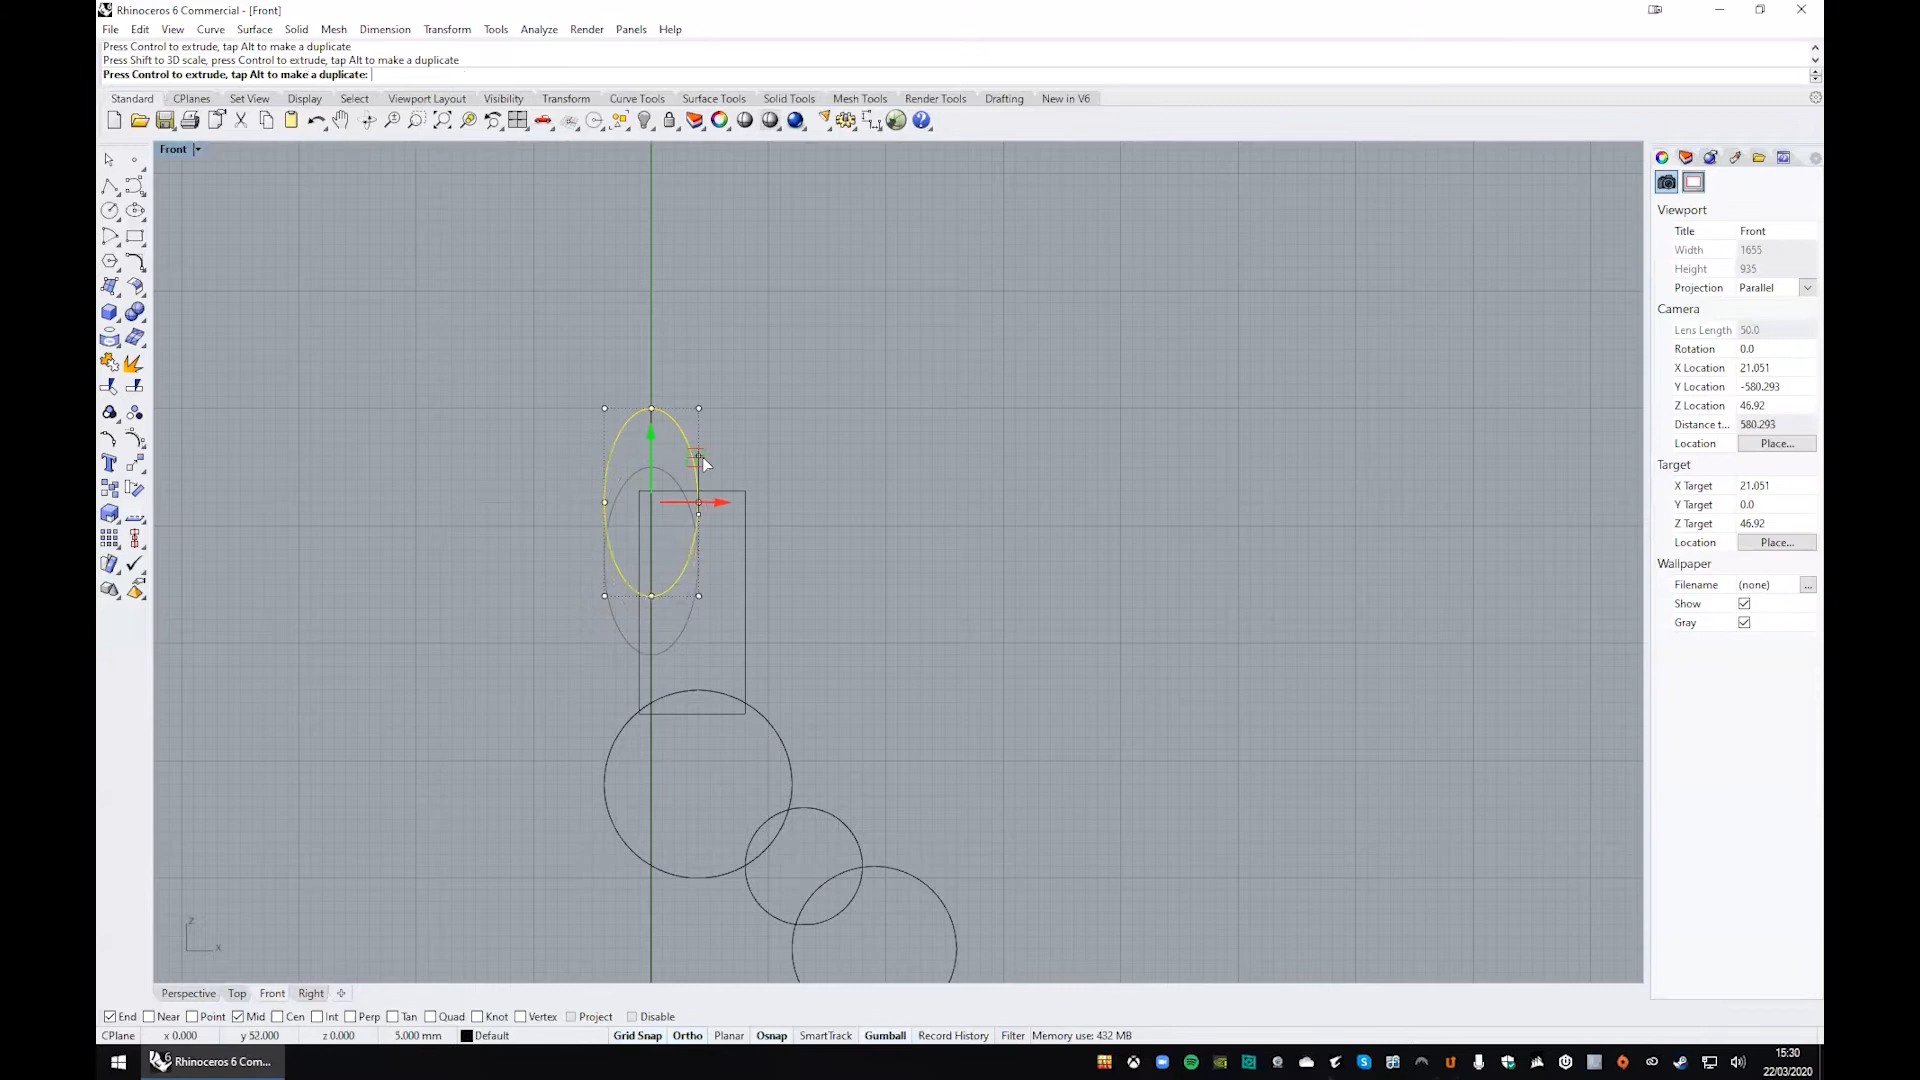 Rhinoceros 6 Commercial - [Front]
File Edit View Curve Surface Solid Mesh Dimension Transform Tools Analyze Render Panels Help
Press Control to extrude, tap Alt to make a duplicate
Press Shift to 3D scale, press Control to extrude, tap Alt to make a duplicate
Press Control to extrude, tap Alt to make a duplicate:
Standard CPlanes Set View Display Select Viewport Layout Visibility Transform Curve Tools Surface Tools Solid Tools Mesh Tools Render Tools Drafting New in V6
Front
Viewport
Title Front
Width 1655
Height 935
Projection Parallel
Camera
Lens Length 50.0
Rotation 0.0
X Location 21.051
Y Location -580.293
Z Location 46.92
Distance t... 580.293
Location Place...
Target
X Target 21.051
Y Target 0.0
Z Target 46.92
Location Place...
Wallpaper
Filename (none) ...
Show
Gray
z
x
Perspective Top Front Right
End Near Point Mid Cen Int Perp Tan Quad Knot Vertex Project Disable
CPlane x 0.000 y 52.000 z 0.000 5.000 mm Default Grid Snap Ortho Planar Osnap SmartTrack Gumball Record History Filter Memory use: 432 MB
Rhinoceros 6 Com...
15:30
22/03/2020